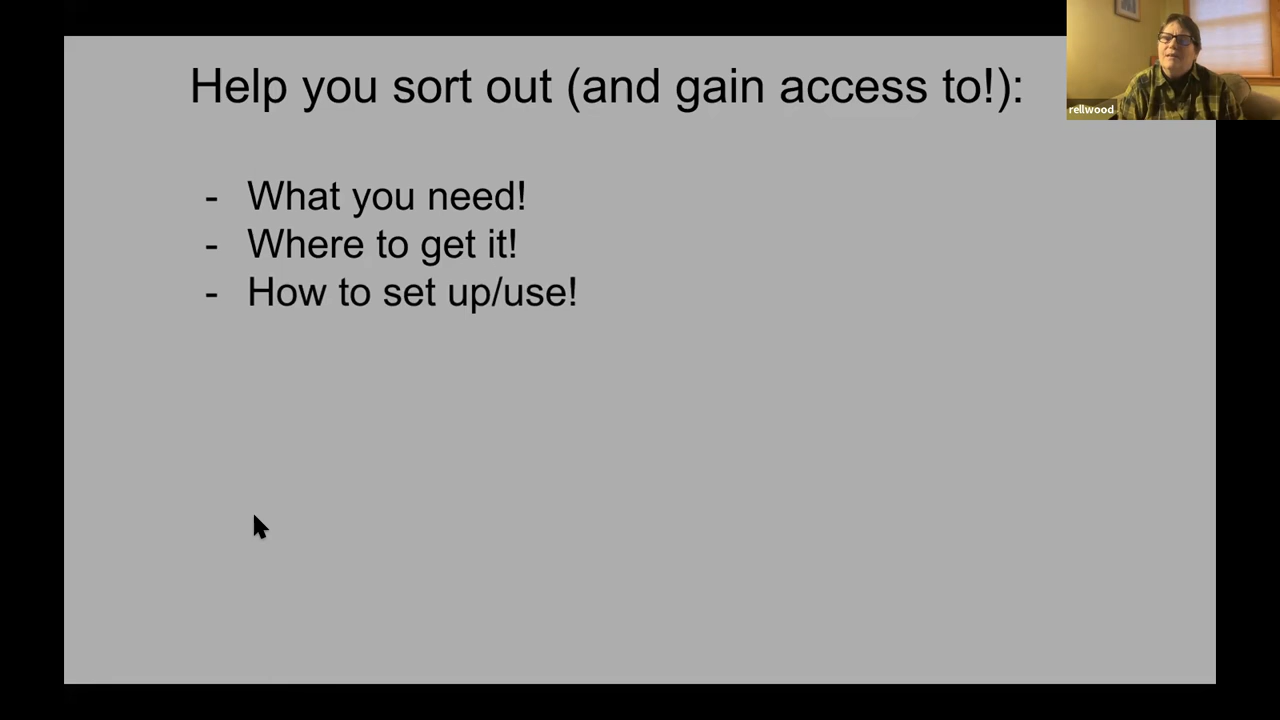 Help you sort out (and gain access to!):
rellwood
- What you need!
- Where to get it!
- How to set up/use!